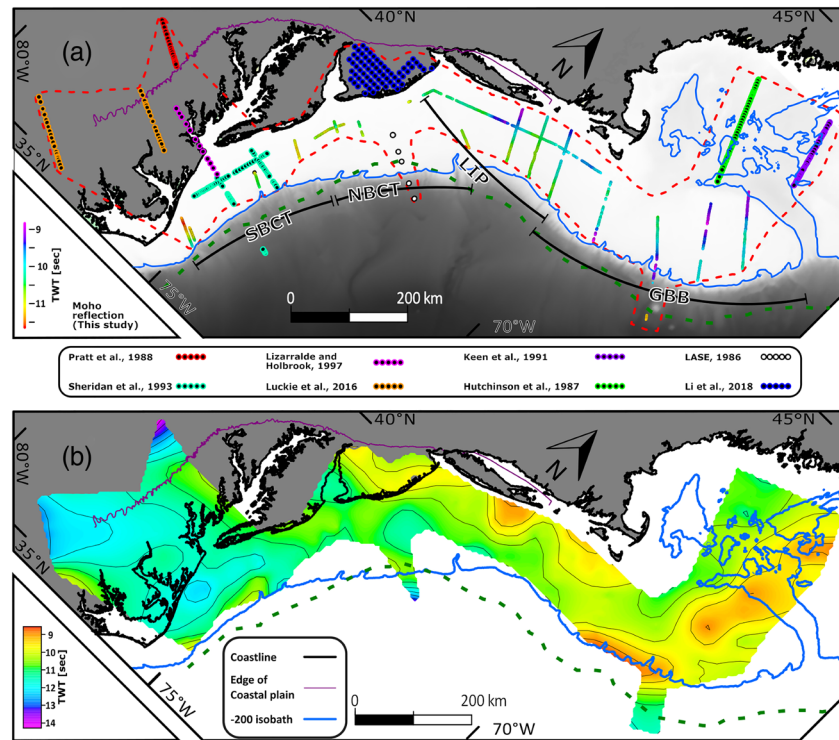 (a)
80°W
40°N
45°N
N
35°N
-9
-10
-11
TWT [sec]
Moho
reflection
(This study)
SBCT
NBCT
LIP
GBB
75°W
0 200 km
70°W
Pratt et al., 1988
Lizarralde and
Holbrook, 1997
Keen et al., 1991
LASE, 1986
Sheridan et al., 1993
Luckie et al., 2016
Hutchinson et al., 1987
Li et al., 2018
(b)
80°W
40°N
45°N
N
35°N
9
10
11
12
13
14
TWT [sec]
75°W
Coastline
Edge of
Coastal plain
-200 isobath
0 200 km
70°W